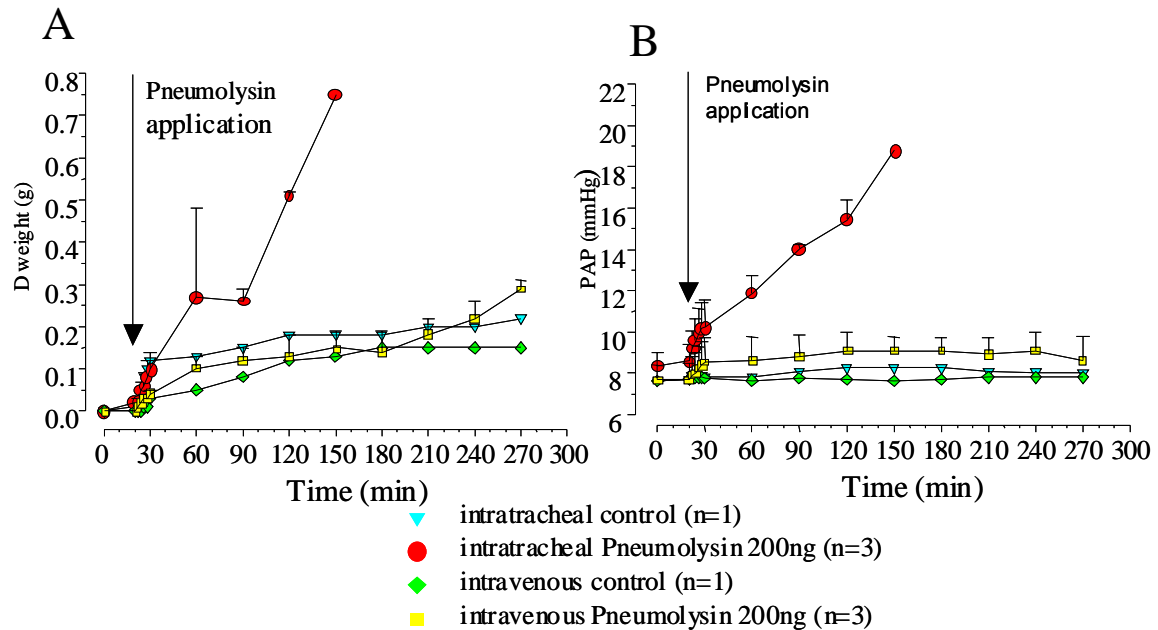 A
B
Pneumolysin
application
Pneumolysin
application
D weight (g)
0.8
0.7
0.6
0.5
0.4
0.3
0.2
0.1
0.0
0 30 60 90 120 150 180 210 240 270 300
Time (min)
PAP (mmHg)
22
20
18
16
14
12
10
8
6
0 30 60 90 120 150 180 210 240 270 300
Time (min)
intratracheal control (n=1)
intratracheal Pneumolysin 200ng (n=3)
intravenous control (n=1)
intravenous Pneumolysin 200ng (n=3)